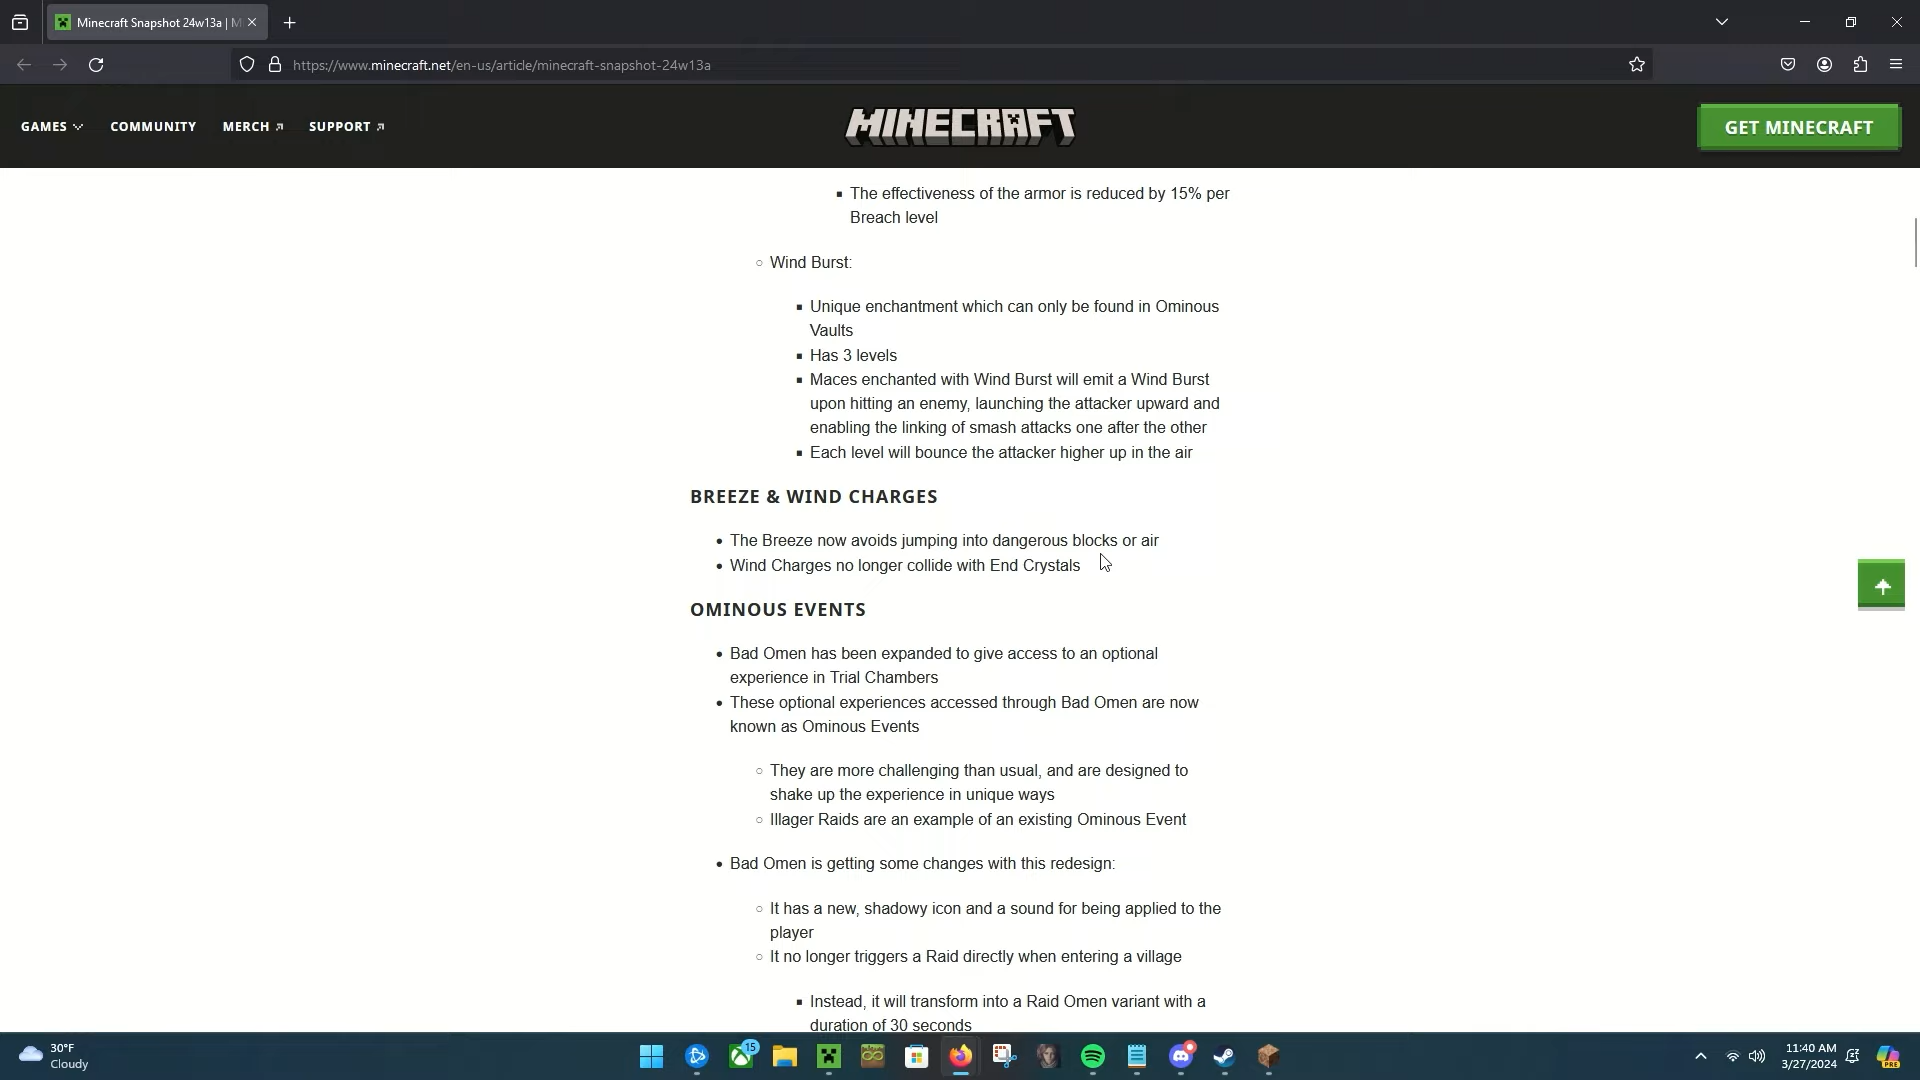 Minecraft Snapshot 24w13a | M
https://www.minecraft.net/en-us/article/minecraft-snapshot-24w13a
GAMES
COMMUNITY
MERCH
SUPPORT
MINECRAFT
GET MINECRAFT
The effectiveness of the armor is reduced by 15% per
Breach level
Wind Burst:
Unique enchantment which can only be found in Ominous
Vaults
Has 3 levels
Maces enchanted with Wind Burst will emit a Wind Burst
upon hitting an enemy, launching the attacker upward and
enabling the linking of smash attacks one after the other
Each level will bounce the attacker higher up in the air
BREEZE & WIND CHARGES
The Breeze now avoids jumping into dangerous blocks or air
Wind Charges no longer collide with End Crystals
OMINOUS EVENTS
Bad Omen has been expanded to give access to an optional
experience in Trial Chambers
These optional experiences accessed through Bad Omen are now
known as Ominous Events
They are more challenging than usual, and are designed to
shake up the experience in unique ways
Illager Raids are an example of an existing Ominous Event
Bad Omen is getting some changes with this redesign:
It has a new, shadowy icon and a sound for being applied to the
player
It no longer triggers a Raid directly when entering a village
Instead, it will transform into a Raid Omen variant with a
duration of 30 seconds
30°F
Cloudy
15
11:40 AM
3/27/2024
PRE